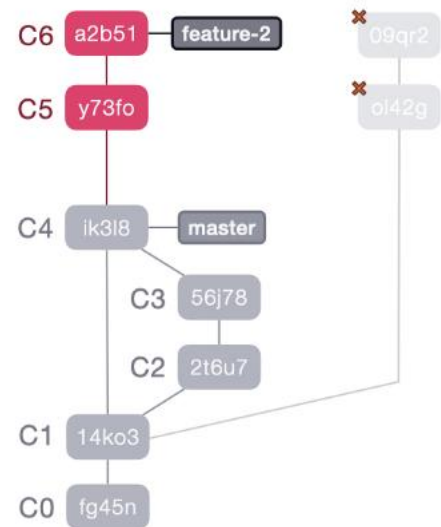 C6 a2b51 feature-2 09qr2
C5 y73fo ol42g
C4 ik3l8 master
C3 56j78
C2 2t6u7
C1 14ko3
C0 fg45n